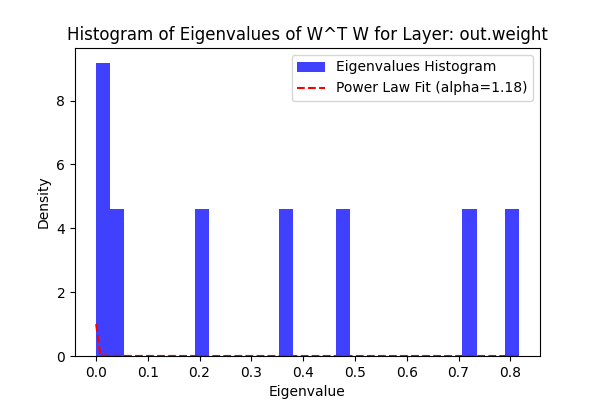 Histogram of Eigenvalues of W^T W for Layer: out.weight
Eigenvalues Histogram
Power Law Fit (alpha=1.18)
Density
8
6
4
2
0
0.0 0.1 0.2 0.3 0.4 0.5 0.6 0.7 0.8
Eigenvalue